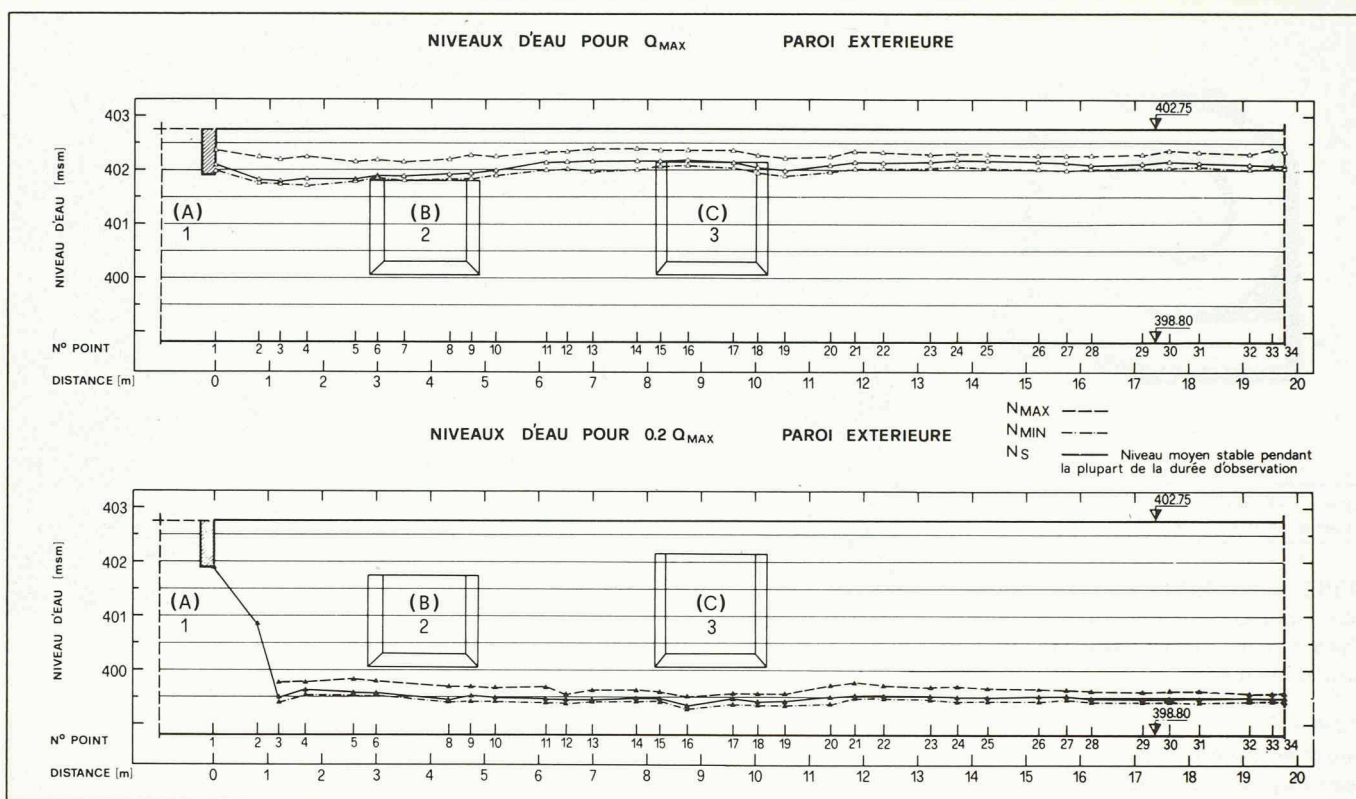 NIVEAUX D'EAU POUR QMAX PAROI EXTERIEURE
NIVEAU D'EAU [msm]
403
402
401
400
402.75
(A)
1
(B)
2
(C)
3
398.80
N° POINT 1 2 3 4 5 6 7 8 9 10 11 12 13 14 15 16 17 18 19 20 21 22 23 24 25 26 27 28 29 30 31 32 33 34
DISTANCE [m] 0 1 2 3 4 5 6 7 8 9 10 11 12 13 14 15 16 17 18 19 20
NMAX
NMIN
NS Niveau moyen stable pendant
la plupart de la durée d'observation
NIVEAUX D'EAU POUR 0.2 QMAX PAROI EXTERIEURE
NIVEAU D'EAU [msm]
403
402
401
400
402.75
(A)
1
(B)
2
(C)
3
398.80
N° POINT 1 2 3 4 5 6 8 9 10 11 12 13 14 15 16 17 18 19 20 21 22 23 24 25 26 27 28 29 30 31 32 33 34
DISTANCE [m] 0 1 2 3 4 5 6 7 8 9 10 11 12 13 14 15 16 17 18 19 20